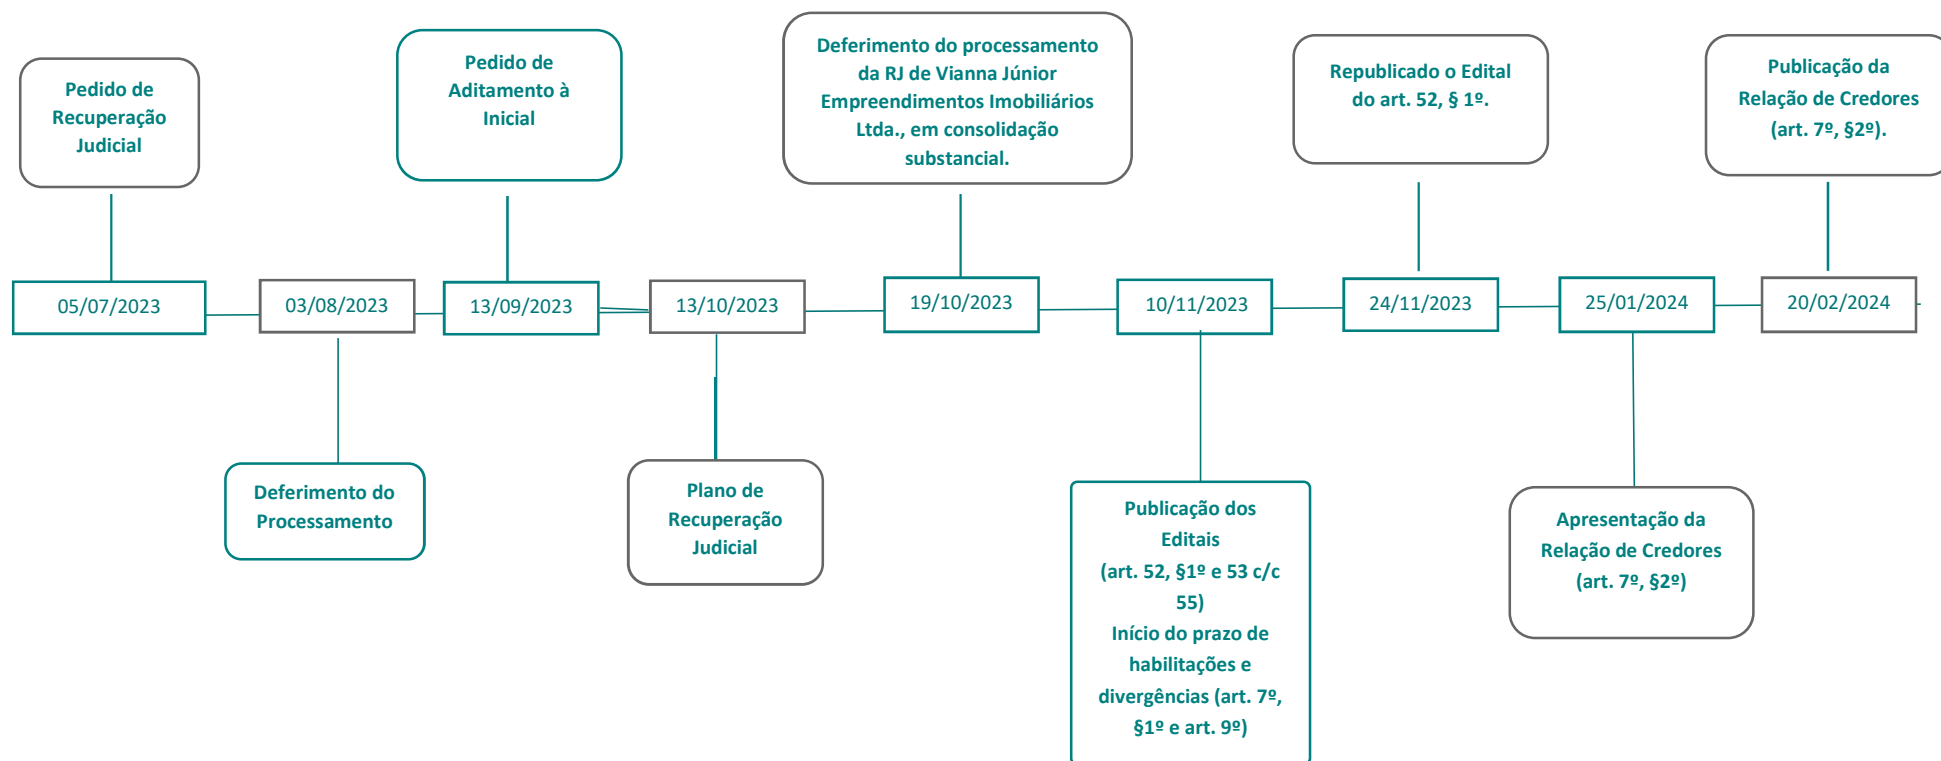 Pedido de
Recuperação
Judicial
Pedido de
Aditamento à
Inicial
Deferimento do processamento
da RJ de Vianna Júnior
Empreendimentos Imobiliários
Ltda., em consolidação
substancial.
Republicado o Edital
do art. 52, § 1º.
Publicação da
Relação de Credores
(art. 7º, §2º).
05/07/2023
03/08/2023
13/09/2023
13/10/2023
19/10/2023
10/11/2023
24/11/2023
25/01/2024
20/02/2024
Deferimento do
Processamento
Plano de
Recuperação
Judicial
Publicação dos
Editais
(art. 52, §1º e 53 c/c
55)
Início do prazo de
habilitações e
divergências (art. 7º,
§1º e art. 9º)
Apresentação da
Relação de Credores
(art. 7º, §2º)